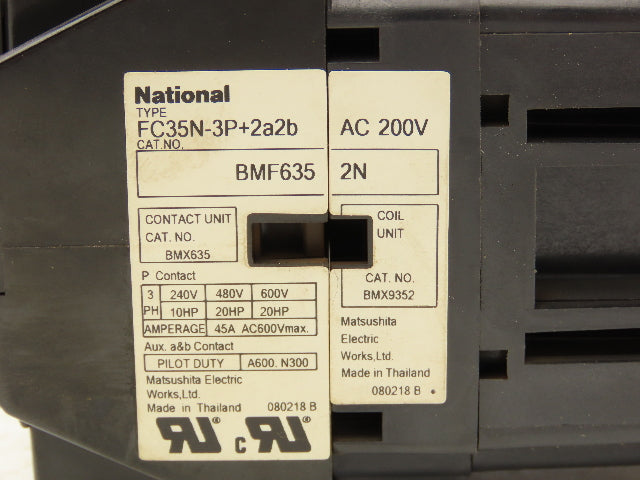 National
TYPE
FC35N-3P+2a2b AC 200V
CAT.NO.
BMF635 2N
CONTACT UNIT
CAT. NO.
BMX635
P. Contact
3 240V 480V 600V
PH 10HP 20HP 20HP
AMPERAGE 45A AC600Vmax.
Aux. a&b Contact
PILOT DUTY A600. N300
Matsushita Electric
Works,Ltd.
Made in Thailand 080218 B
c
COIL
UNIT
CAT. NO.
BMX9352
Matsushita
Electric
Works,Ltd.
Made in Thailand
080218 B